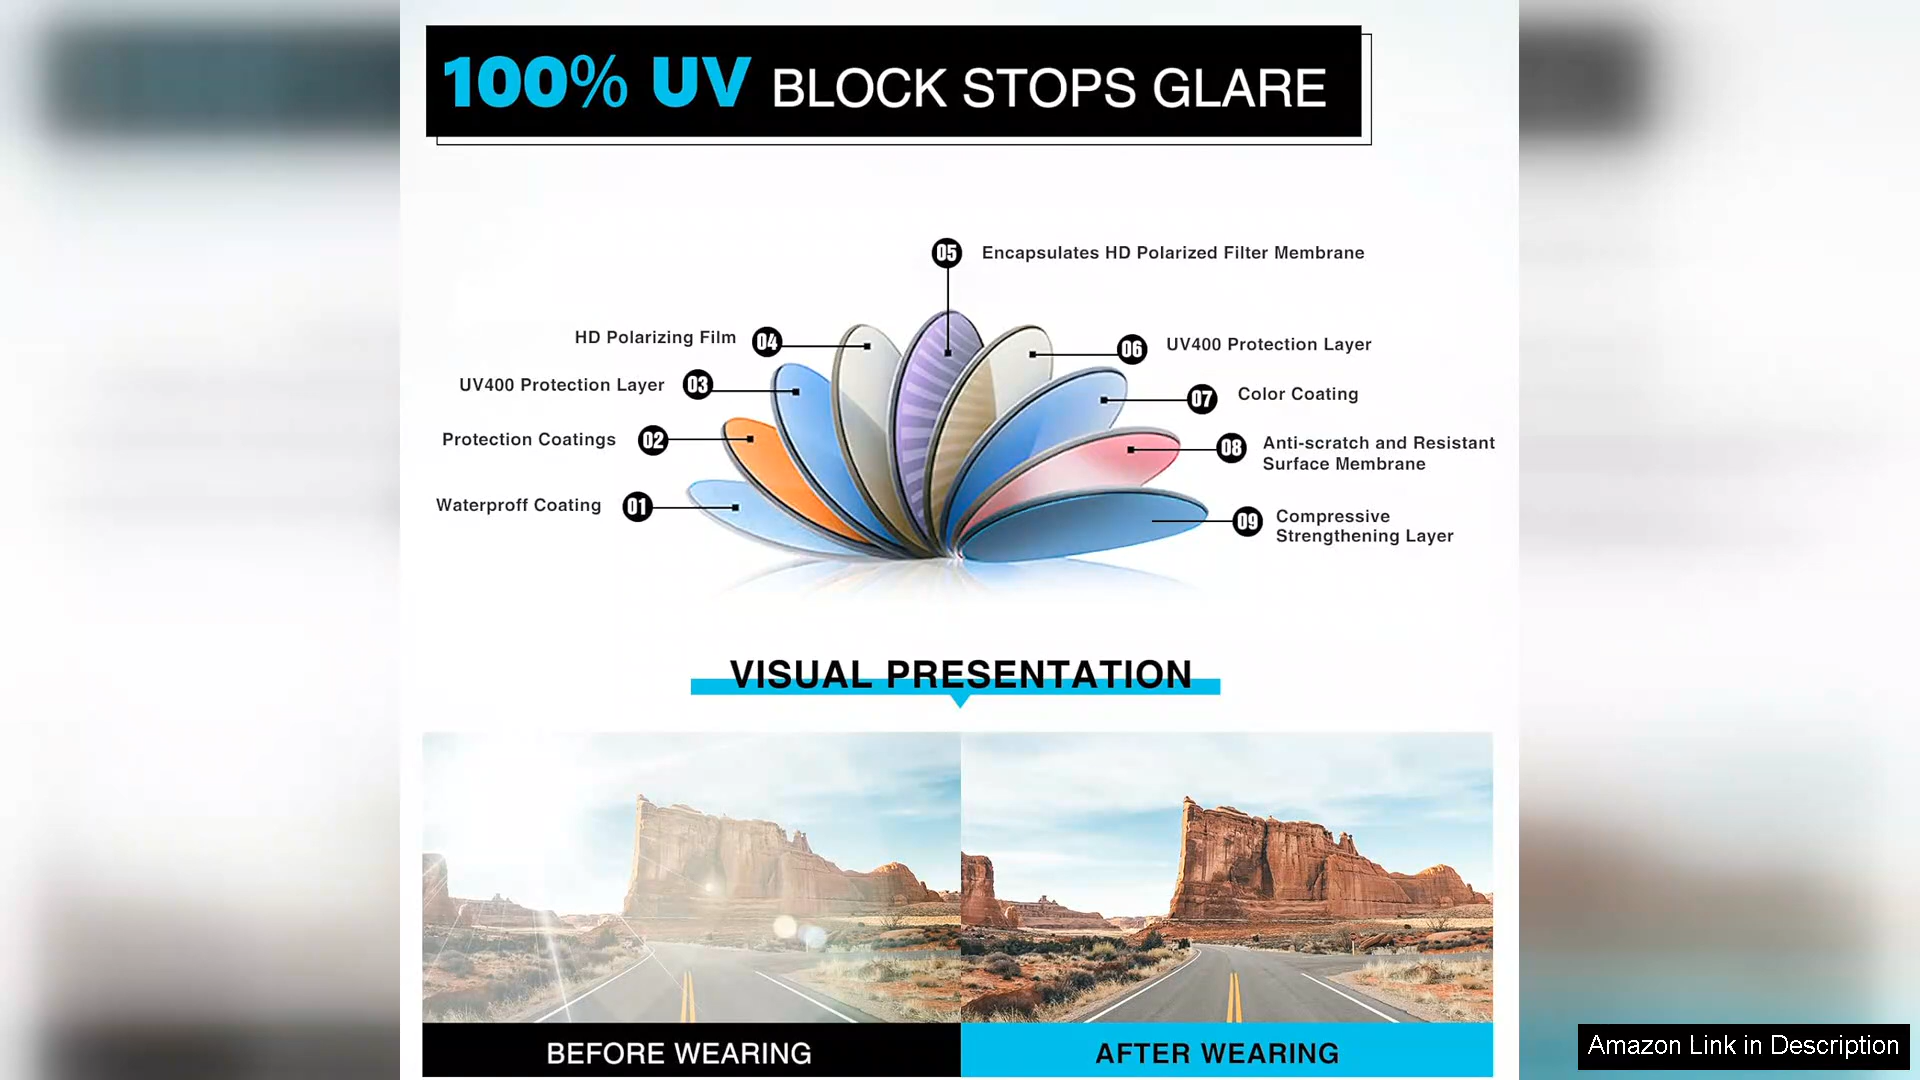 100% UV BLOCK STOPS GLARE
05 Encapsulates HD Polarized Filter Membrane
HD Polarizing Film 04
06 UV400 Protection Layer
UV400 Protection Layer 03
07 Color Coating
Protection Coatings 02
08 Anti-scratch and Resistant
Surface Membrane
Waterproff Coating 01
09 Compressive
Strengthening Layer
VISUAL PRESENTATION
BEFORE WEARING
AFTER WEARING
Amazon Link in Description